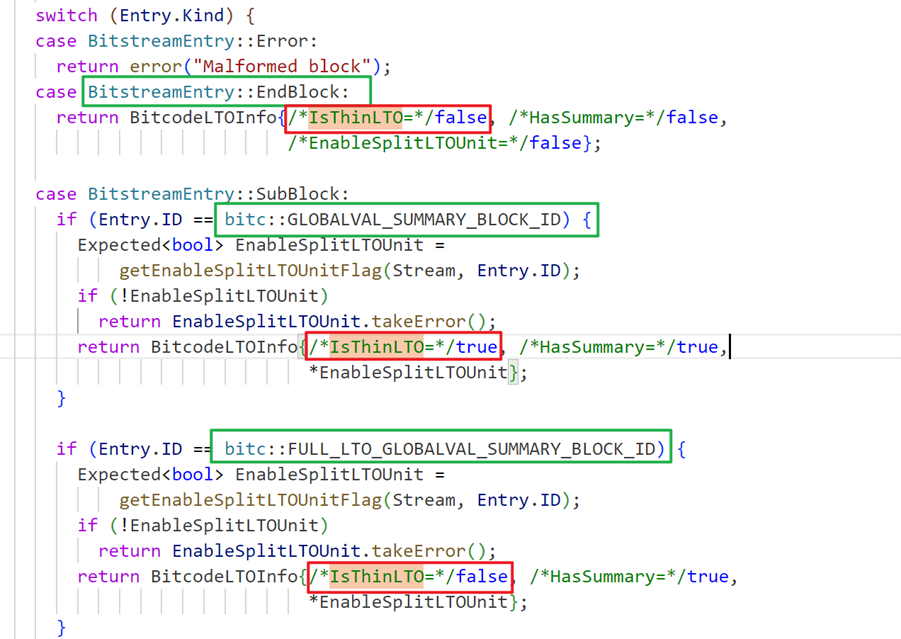 switch (Entry.Kind) {
case BitstreamEntry::Error:
return error("Malformed block");
case BitstreamEntry::EndBlock:
return BitcodeLTOInfo{/*IsThinLTO=*/false, /*HasSummary=*/false,
/*EnableSplitLTOUnit=*/false};
case BitstreamEntry::SubBlock:
if (Entry.ID == bitc::GLOBALVAL_SUMMARY_BLOCK_ID) {
Expected<bool> EnableSplitLTOUnit =
getEnableSplitLTOUnitFlag(Stream, Entry.ID);
if (!EnableSplitLTOUnit)
return EnableSplitLTOUnit.takeError();
return BitcodeLTOInfo{/*IsThinLTO=*/true, /*HasSummary=*/true,
*EnableSplitLTOUnit};
}
if (Entry.ID == bitc::FULL_LTO_GLOBALVAL_SUMMARY_BLOCK_ID) {
Expected<bool> EnableSplitLTOUnit =
getEnableSplitLTOUnitFlag(Stream, Entry.ID);
if (!EnableSplitLTOUnit)
return EnableSplitLTOUnit.takeError();
return BitcodeLTOInfo{/*IsThinLTO=*/false, /*HasSummary=*/true,
*EnableSplitLTOUnit};
}